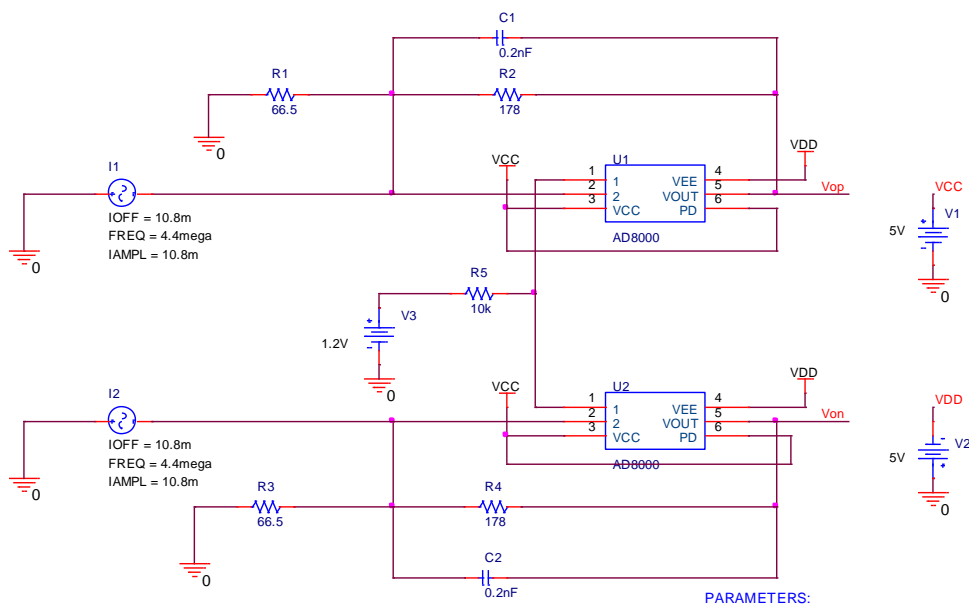 C1
0.2nF
R1
66.5
R2
178
0
VCC
U1
VDD
1 1 VEE 4
2 2 VOUT 5 Vop
3 VCC PD 6
AD8000
I1
IOFF = 10.8m
FREQ = 4.4mega
IAMPL = 10.8m
0
VCC
V1
5V
0
R5
10k
V3
1.2V
0
I2
IOFF = 10.8m
FREQ = 4.4mega
IAMPL = 10.8m
0
VCC
U2
VDD
1 1 VEE 4
2 2 VOUT 5 Von
3 VCC PD 6
AD8000
VDD
V2
5V
0
R3
66.5
R4
178
0
C2
0.2nF
PARAMETERS: